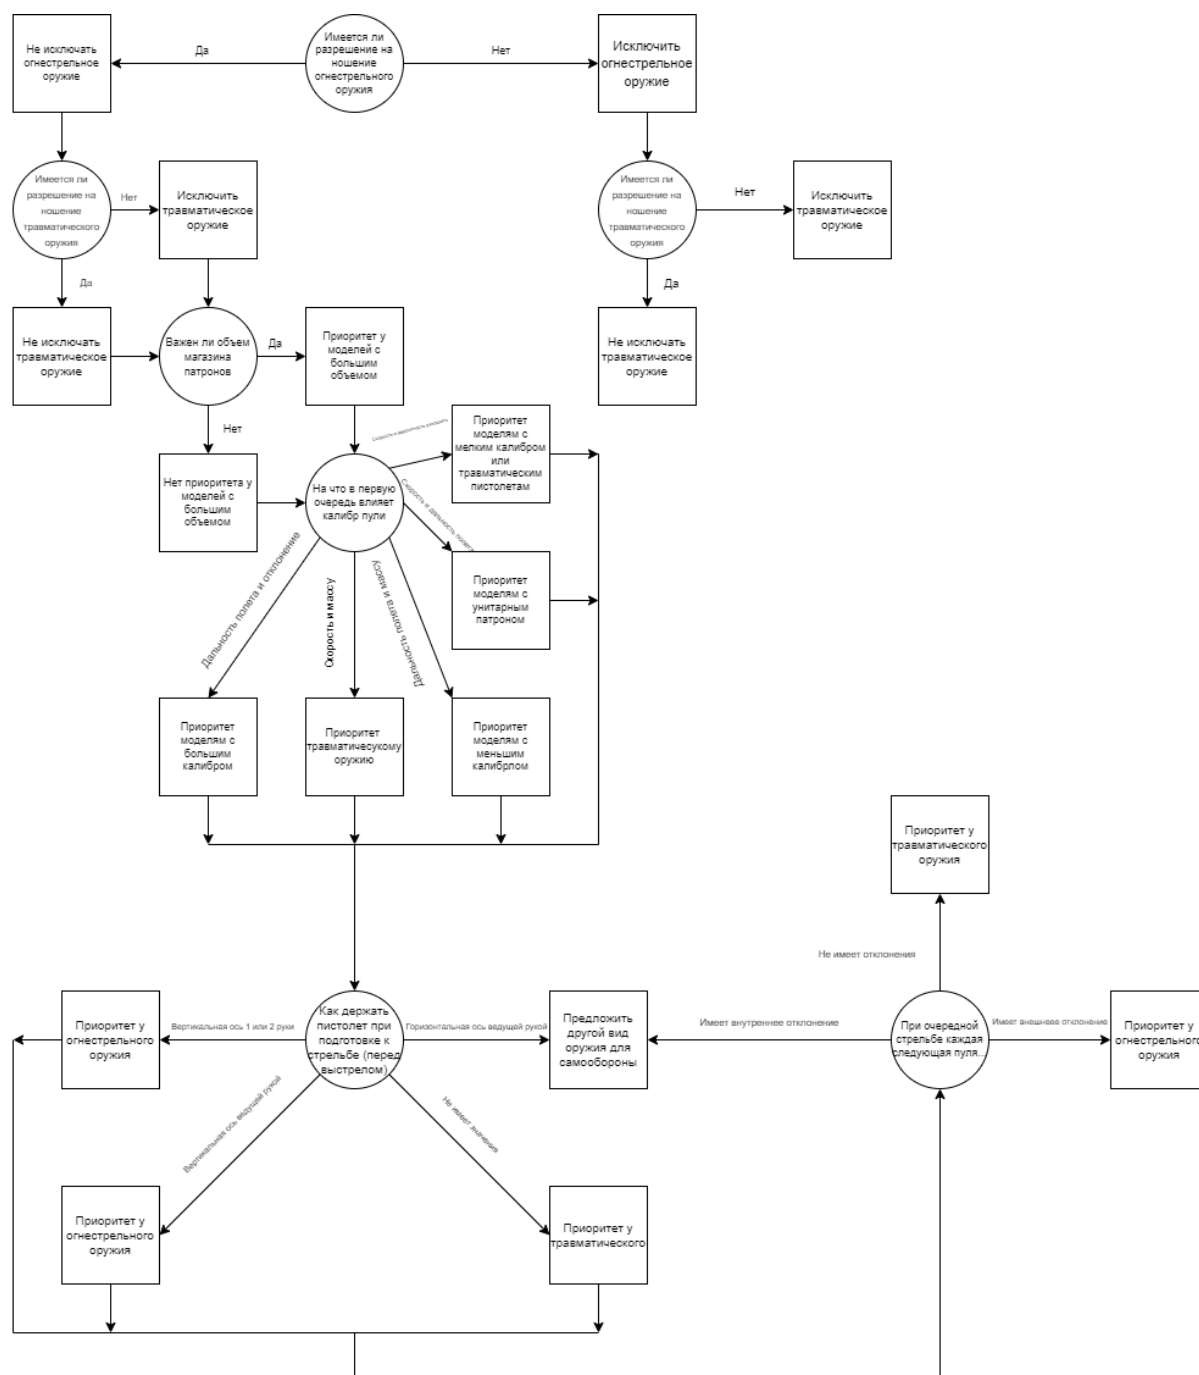 Не исключать
огнестрельное
оружие
Да
Имеется ли
разрешение на
ношение
огнестрельного
оружия
Нет
Исключить
огнестрельное
оружие
Имеется ли
разрешение на
ношение
травматического
оружия
Нет
Исключить
травматическое
оружие
Имеется ли
разрешение на
ношение
травматического
оружия
Нет
Исключить
травматическое
оружие
Да
Да
Не исключать
травматическое
оружие
Важен ли объем
магазина
патронов
Да
Приоритет у
моделей с
большим
объемом
Не исключать
травматическое
оружие
Нет
Нет приоритета у
моделей с
большим
объемом
На что в первую
очередь влияет
калибр пули
Приоритет
моделям с
мелким калибром
или
травматическим
пистолетам
Скорость и дальность полета
Приоритет
моделям с
унитарным
патроном
Дальность полета и отклонение
Скорость и массу
Дальность полета и массу
Приоритет
моделям с
большим
калибром
Приоритет
травматичесукому
оружию
Приоритет
моделям с
меньшим
калибрлом
Приоритет у
травматического
оружия
Не имеет отклонения
Приоритет у
огнестрельного
оружия
Вертикальная ось 1 или 2 руки
Как держать
пистолет при
подготовке к
стрельбе (перед
выстрелом)
Горизонтальная ось ведущей рукой
Предложить
другой вид
оружия для
самообороны
Имеет внутреннее отклонение
При очередной
стрельбе каждая
следующая пуля...
Имеет внешнеее отклонение
Приоритет у
огнестрельного
оружия
Вертикальная ось ведущей рукой
Не имеет значения
Приоритет у
огнестрельного
оружия
Приоритет у
травматического